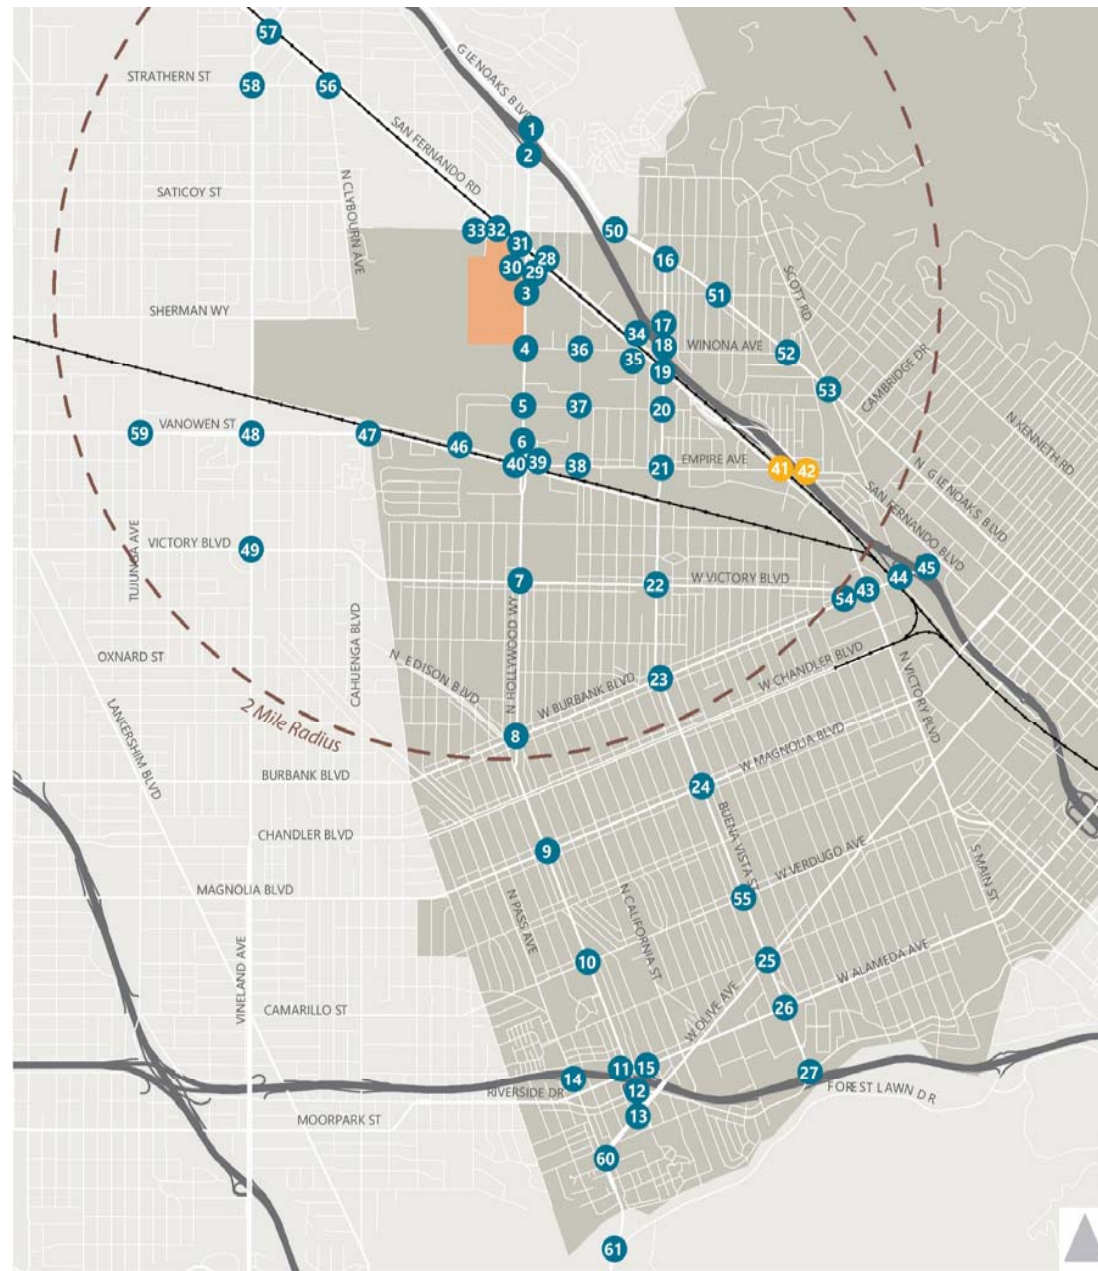 57
STRATHERN ST
58
56
GlENOAKS BLVD
1
2
SAN FERNANDO RD
SATICOY ST
N CLYBOURN AVE
33
32
50
31
16
28
30
29
SCOTT RD
3
51
SHERMAN WY
17
34
4
36
18
WINONA AVE
35
52
19
CAMBRIDGE DR
53
5
37
20
N KENNETH RD
59
VANOWEN ST
48
47
46
6
40
39
38
21
EMPIRE AVE
41
42
N GlENOAKS BLVD
SAN FERNANDO BLVD
TUJUNGA AVE
VICTORY BLVD
49
7
22
W VICTORY BLVD
54
43
44
45
OXNARD ST
CAHUENGA BLVD
N EDISON BLVD
N HOLLYWOOD WY
W BURBANK BLVD
23
W CHANDLER BLVD
N VICTORY BLVD
LANKERSHIM BLVD
2 Mile Radius
8
W MAGNOLIA BLVD
BURBANK BLVD
24
BUENA VISTA ST
CHANDLER BLVD
9
W VERDUGO AVE
S MAIN ST
MAGNOLIA BLVD
N PASS AVE
N CALIFORNIA ST
55
VINELAND AVE
10
25
W ALAMEDA AVE
CAMARILLO ST
W OLIVE AVE
26
11
15
14
12
27
RIVERSIDE DR
FOREST LAWN DR
MOORPARK ST
13
60
61